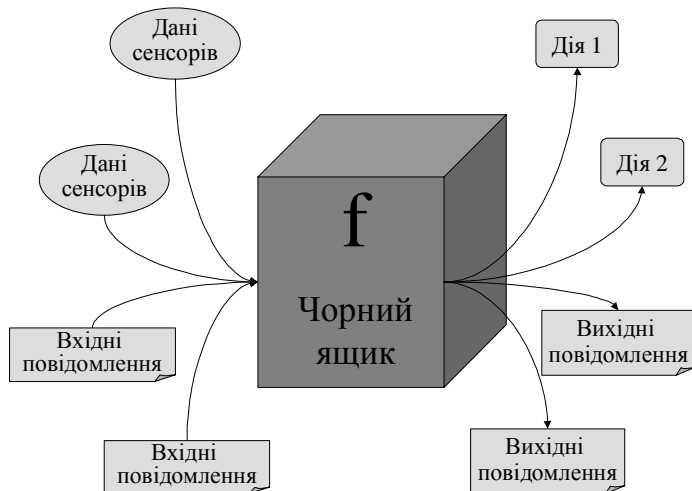 Дані
сенсорів
Дія 1
Дані
сенсорів
Дія 2
f
Чорний
ящик
Вхідні
повідомлення
Вихідні
повідомлення
Вхідні
повідомлення
Вихідні
повідомлення